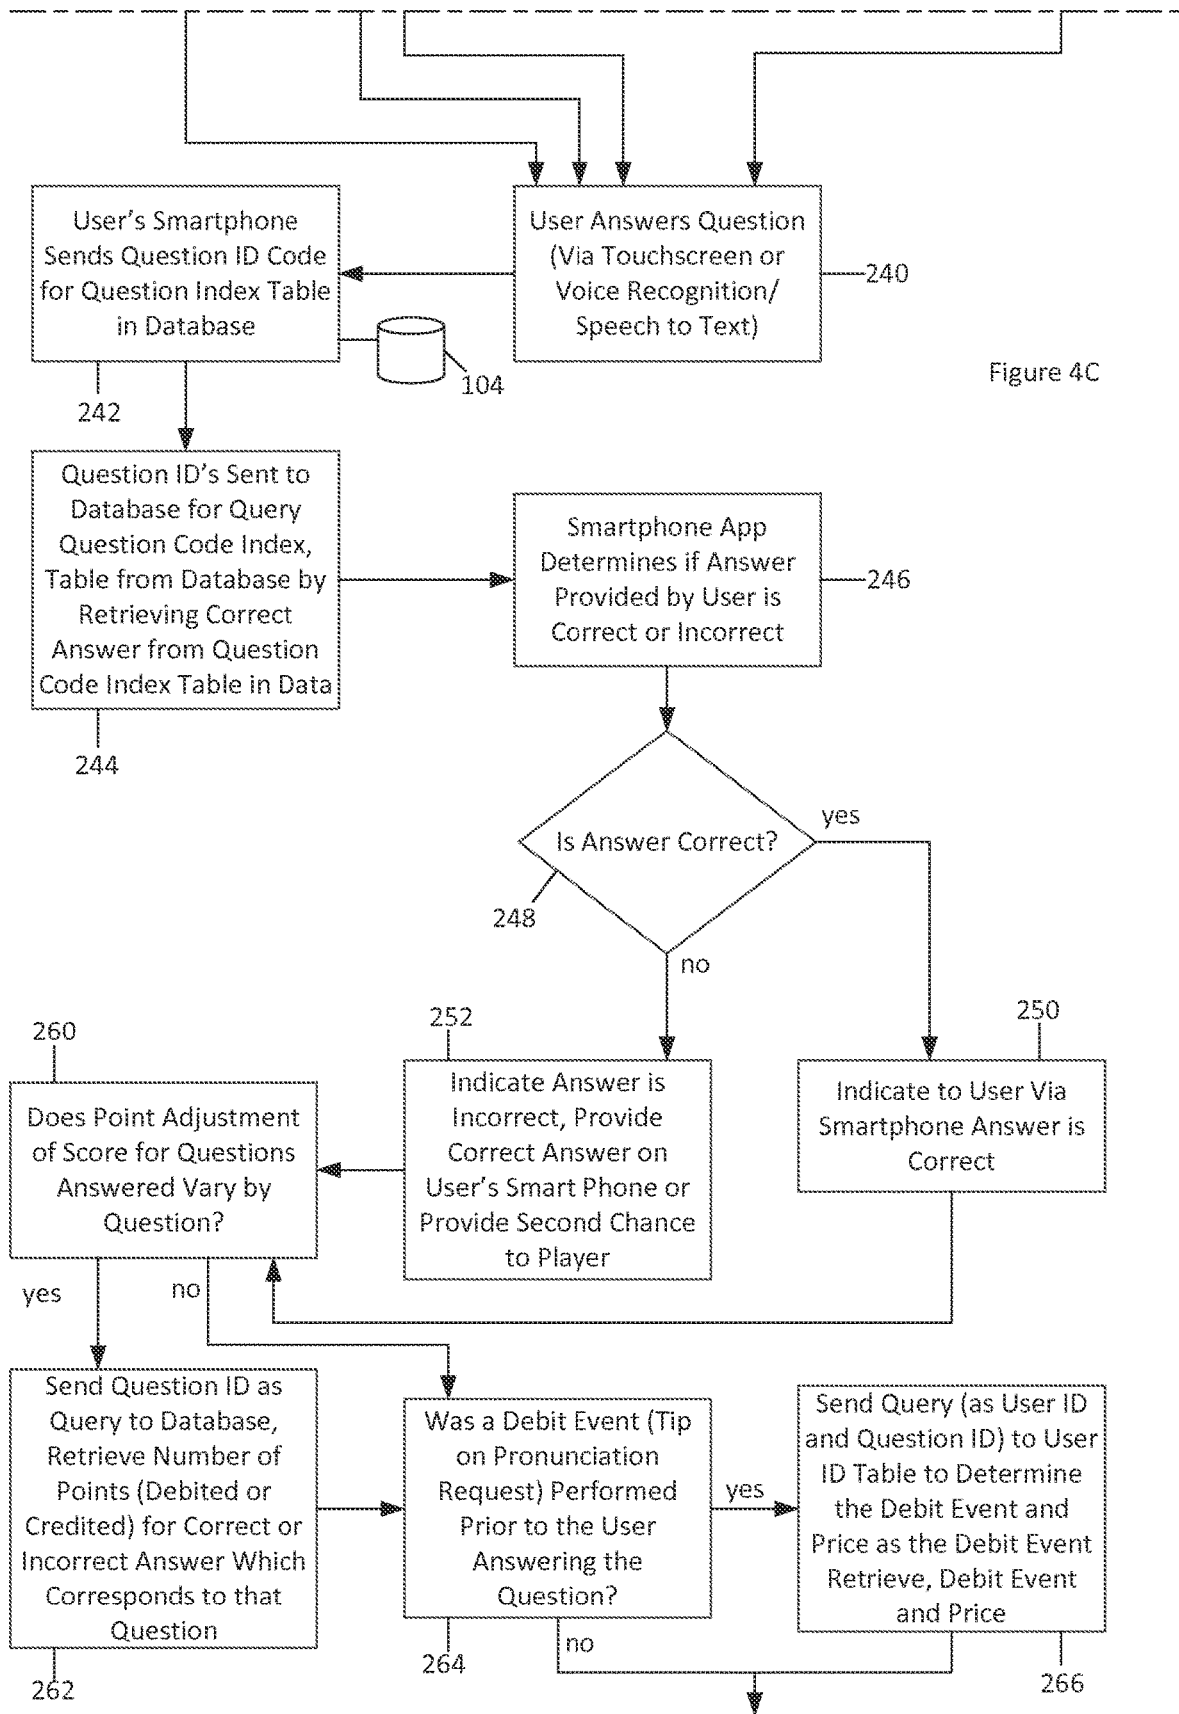 User's Smartphone
Sends Question ID Code
for Question Index Table
in Database
User Answers Question
(Via Touchscreen or
Voice Recognition/
Speech to Text)
240
104
242
Figure 4C
Question ID's Sent to
Database for Query
Question Code Index,
Table from Database by
Retrieving Correct
Answer from Question
Code Index Table in Data
244
Smartphone App
Determines if Answer
Provided by User is
Correct or Incorrect
246
Is Answer Correct?
yes
248
no
260
252
250
Does Point Adjustment
of Score for Questions
Answered Vary by
Question?
Indicate Answer is
Incorrect, Provide
Correct Answer on
User's Smart Phone or
Provide Second Chance
to Player
Indicate to User Via
Smartphone Answer is
Correct
yes
no
Send Question ID as
Query to Database,
Retrieve Number of
Points (Debited or
Credited) for Correct or
Incorrect Answer Which
Corresponds to that
Question
262
Was a Debit Event (Tip
on Pronunciation
Request) Performed
Prior to the User
Answering the
Question?
264
yes
no
Send Query (as User ID
and Question ID) to User
ID Table to Determine
the Debit Event and
Price as the Debit Event
Retrieve, Debit Event
and Price
266